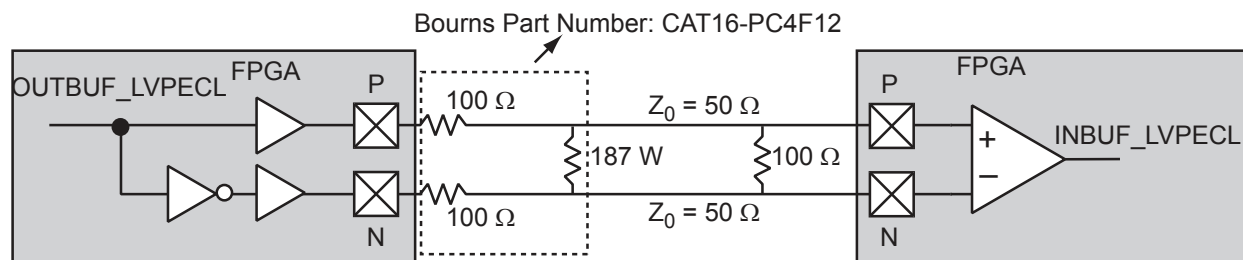 Bourns Part Number: CAT16-PC4F12
OUTBUF_LVPECL
FPGA
P
100 Ω
Z0 = 50 Ω
187 W
100 Ω
FPGA
P
+
−
INBUF_LVPECL
N
100 Ω
Z0 = 50 Ω
N